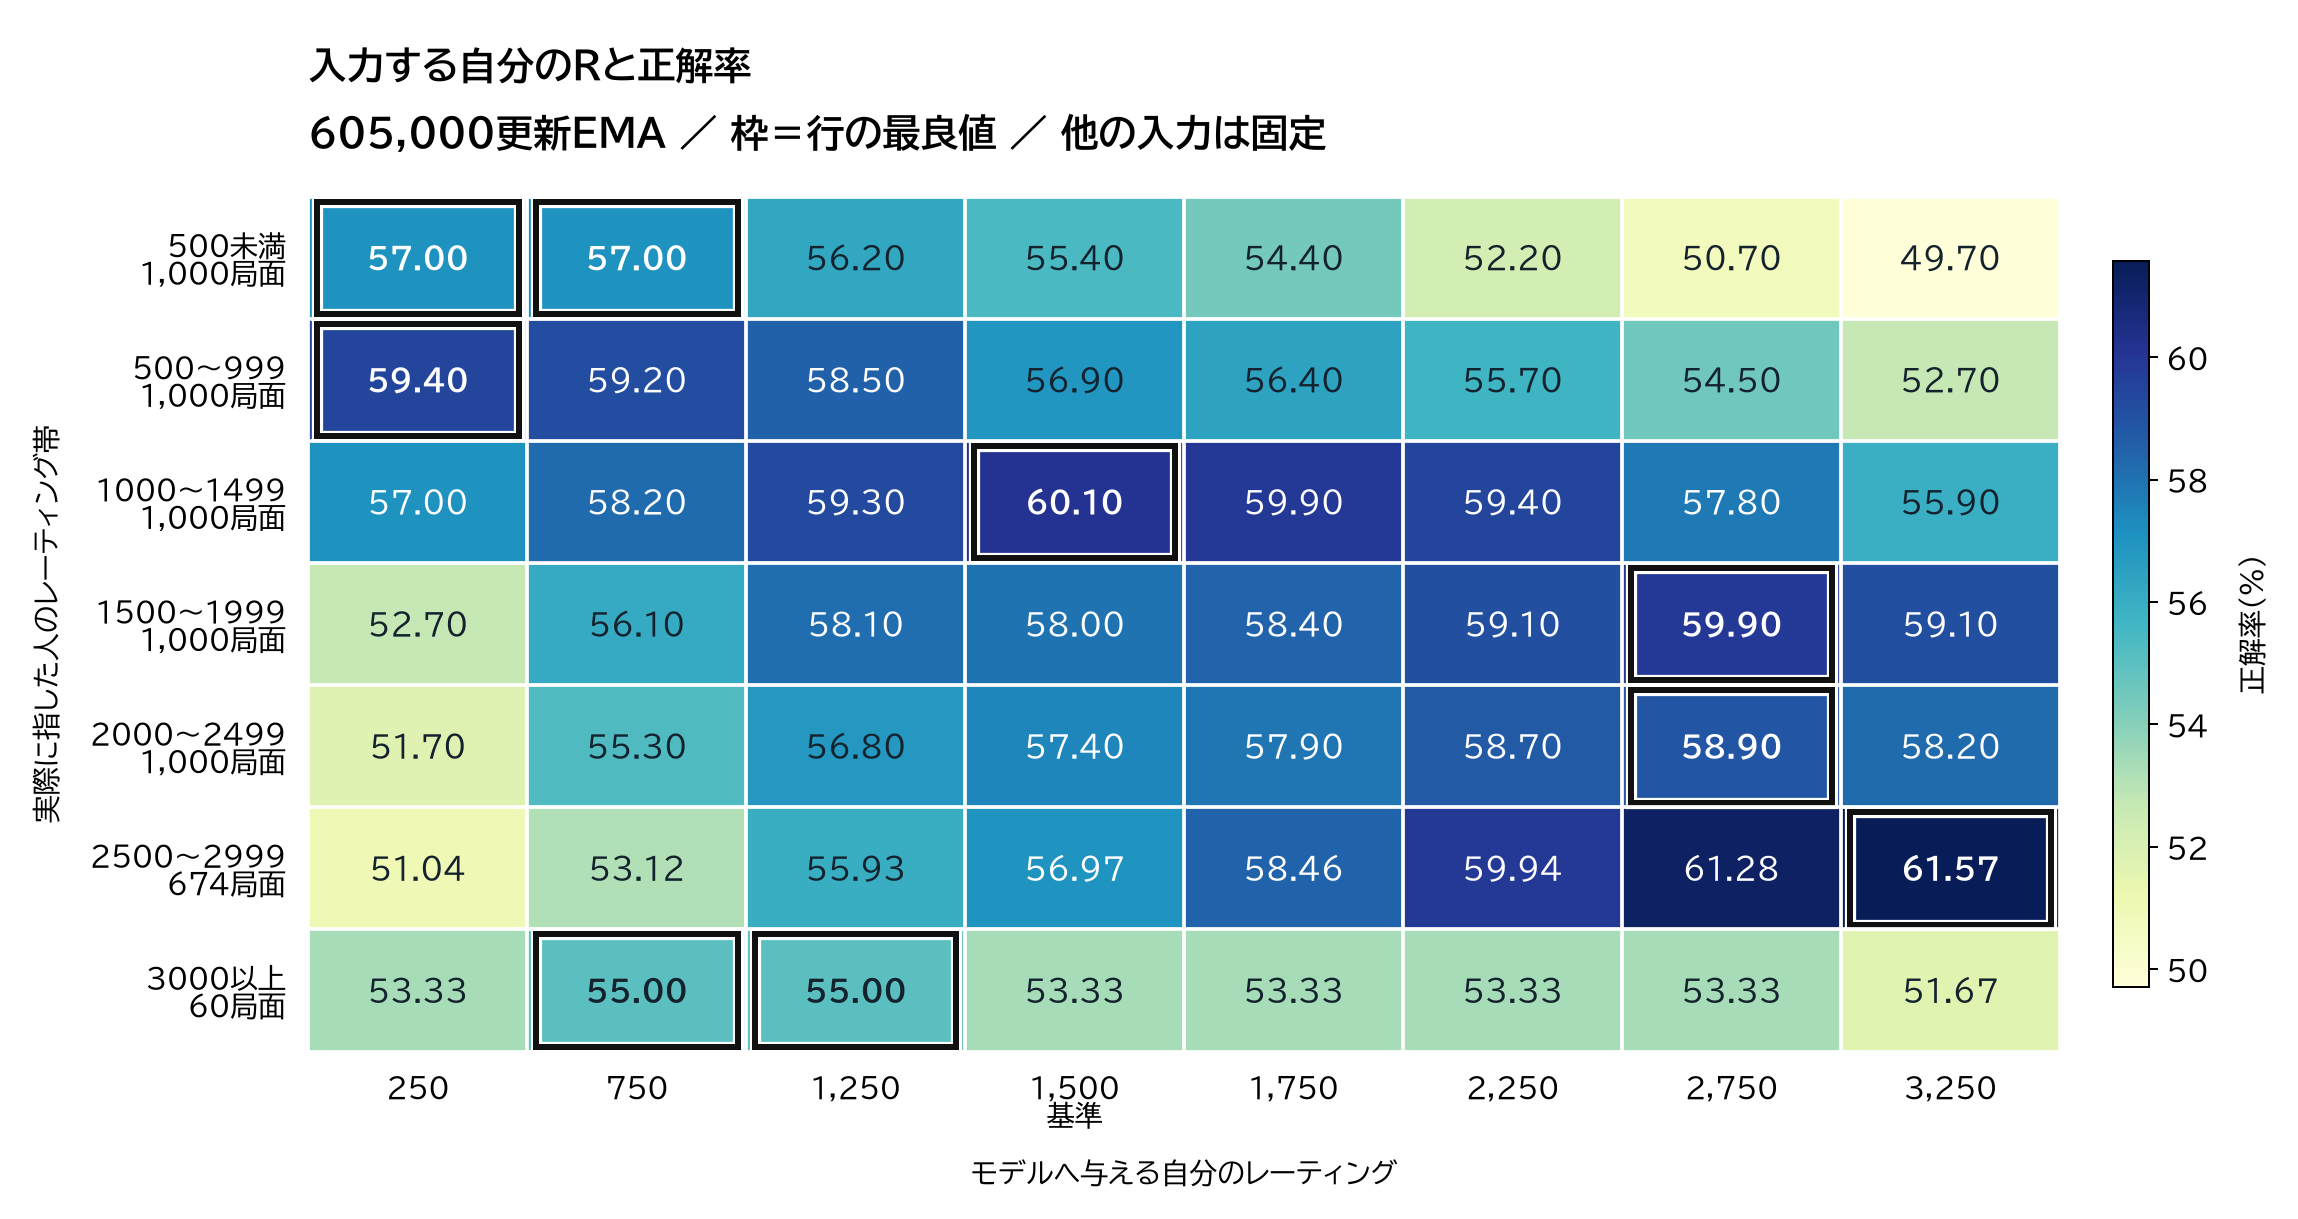 入力する自分のRと正解率
605,000更新EMA ／ 枠＝行の最良値 ／ 他の入力は固定
実際に指した人のレーティング帯
500未満
1,000局面
57.00 57.00 56.20 55.40 54.40 52.20 50.70 49.70
500～999
1,000局面
59.40 59.20 58.50 56.90 56.40 55.70 54.50 52.70
1000～1499
1,000局面
57.00 58.20 59.30 60.10 59.90 59.40 57.80 55.90
1500～1999
1,000局面
52.70 56.10 58.10 58.00 58.40 59.10 59.90 59.10
2000～2499
1,000局面
51.70 55.30 56.80 57.40 57.90 58.70 58.90 58.20
2500～2999
674局面
51.04 53.12 55.93 56.97 58.46 59.94 61.28 61.57
3000以上
60局面
53.33 55.00 55.00 53.33 53.33 53.33 53.33 51.67
250 750 1,250 1,500 1,750 2,250 2,750 3,250
基準
モデルへ与える自分のレーティング
60
58
56
54
52
50
正解率(%)